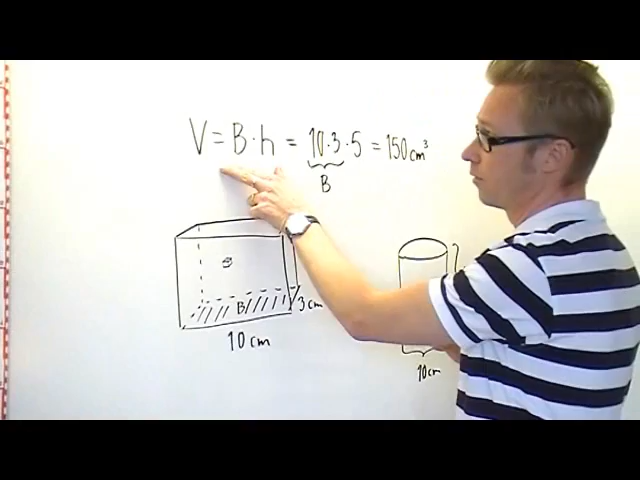 V = B · h = 10 · 3 · 5 = 150 cm³
B
B
3 cm
10 cm
10 cm